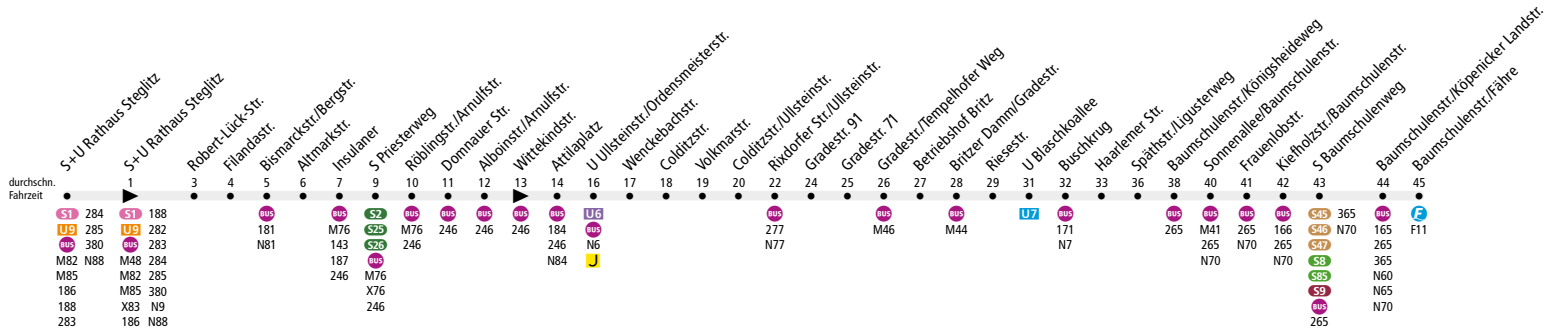 S+U Rathaus Steglitz
S+U Rathaus Steglitz
Robert-Lück-Str.
Filandastr.
Bismarckstr./Bergstr.
Altmarkstr.
Insulaner
S Priesterweg
Röblingstr./Arnulfstr.
Domnauer Str.
Alboinstr./Arnulfstr.
Wittekindstr.
Attilaplatz
U Ullsteinstr./Ordensmeisterstr.
Wenckebachstr.
Colditzstr.
Volkmarstr.
Colditzstr./Ullsteinstr.
Rixdorfer Str./Ullsteinstr.
Gradestr. 91
Gradestr. 71
Gradestr./Tempelhofer Weg
Betriebshof Britz
Britzer Damm/Gradestr.
Riesestr.
U Blaschkoallee
Buschkrug
Haarlemer Str.
Späthstr./Ligusterweg
Baumschulenstr./Königsheideweg
Sonnenallee/Baumschulenstr.
Frauenlobstr.
Kiefholzstr./Baumschulenstr.
S Baumschulenweg
Baumschulenstr./Köpenicker Landstr.
Baumschulenstr./Fähre
durchschn. 1 3 4 5 6 7 9 10 11 12 13 14 16 17 18 19 20 22 24 25 26 27 28 29 31 32 33 36 38 40 41 42 43 44 45
Fahrzeit
S1 284 S1 188 BUS BUS S2 BUS BUS BUS BUS BUS U6 BUS BUS BUS U7 BUS BUS BUS BUS BUS S45 365 BUS F
U9 285 U9 282 181 M76 S25 M76 246 246 246 184 BUS 277 M46 M44 171 265 M41 265 166 S46 N70 165 F11
BUS 380 BUS 283 N81 143 S26 246 246 N6 N77 N7 265 N70 265 S47 265
M82 N88 M48 284 187 BUS N84 J N70 N70 S8 365
M85 M82 285 246 M76 S85 N60
186 M85 380 X76 S9 N65
188 X83 N9 246 BUS N70
283 186 N88 265